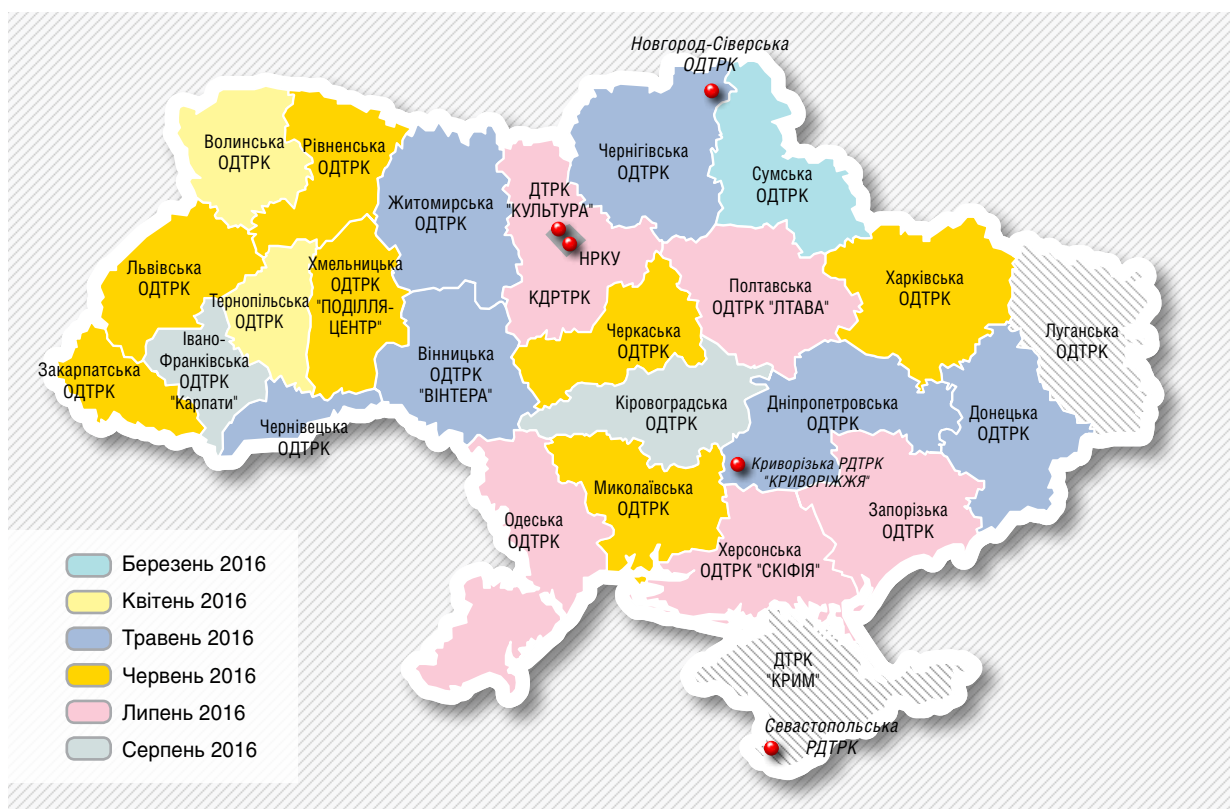 Новгород-Сіверська
ОДТРК
Волинська
ОДТРК
Рівненська
ОДТРК
Житомирська
ОДТРК
Чернігівська
ОДТРК
Сумська
ОДТРК
ДТРК
"КУЛЬТУРА"
НРКУ
КДРТРК
Львівська
ОДТРК
Тернопільська
ОДТРК
Хмельницька
ОДТРК
"ПОДІЛЛЯ-
ЦЕНТР"
Полтавська
ОДТРК "ЛТАВА"
Харківська
ОДТРК
Луганська
ОДТРК
Закарпатська
ОДТРК
Івано-
Франківська
ОДТРК
"Карпати"
Чернівецька
ОДТРК
Вінницька
ОДТРК
"ВІНТЕРА"
Черкаська
ОДТРК
Кіровоградська
ОДТРК
Дніпропетровська
ОДТРК
Донецька
ОДТРК
Криворізька РДТРК
"КРИВОРІЖЖЯ"
Одеська
ОДТРК
Миколаївська
ОДТРК
Херсонська
ОДТРК "СКІФІЯ"
Запорізька
ОДТРК
ДТРК
"КРИМ"
Севастопольська
РДТРК
Березень 2016
Квітень 2016
Травень 2016
Червень 2016
Липень 2016
Серпень 2016